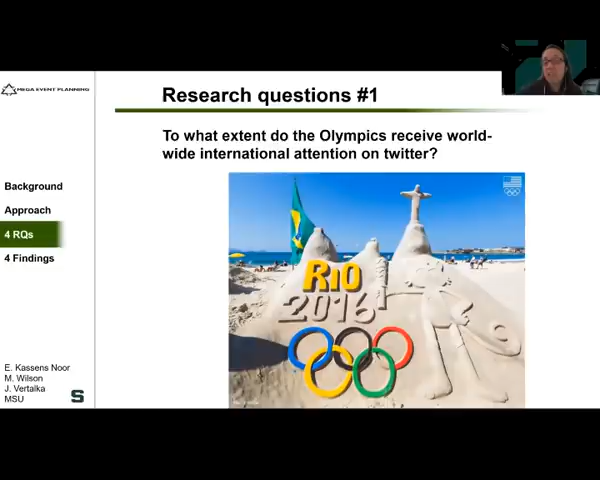 MEGA EVENT PLANNING
Research questions #1
To what extent do the Olympics receive world-
wide international attention on twitter?
Background
Approach
4 RQs
4 Findings
RIO
2016
E. Kassens Noor
M. Wilson
J. Vertalka
MSU
S